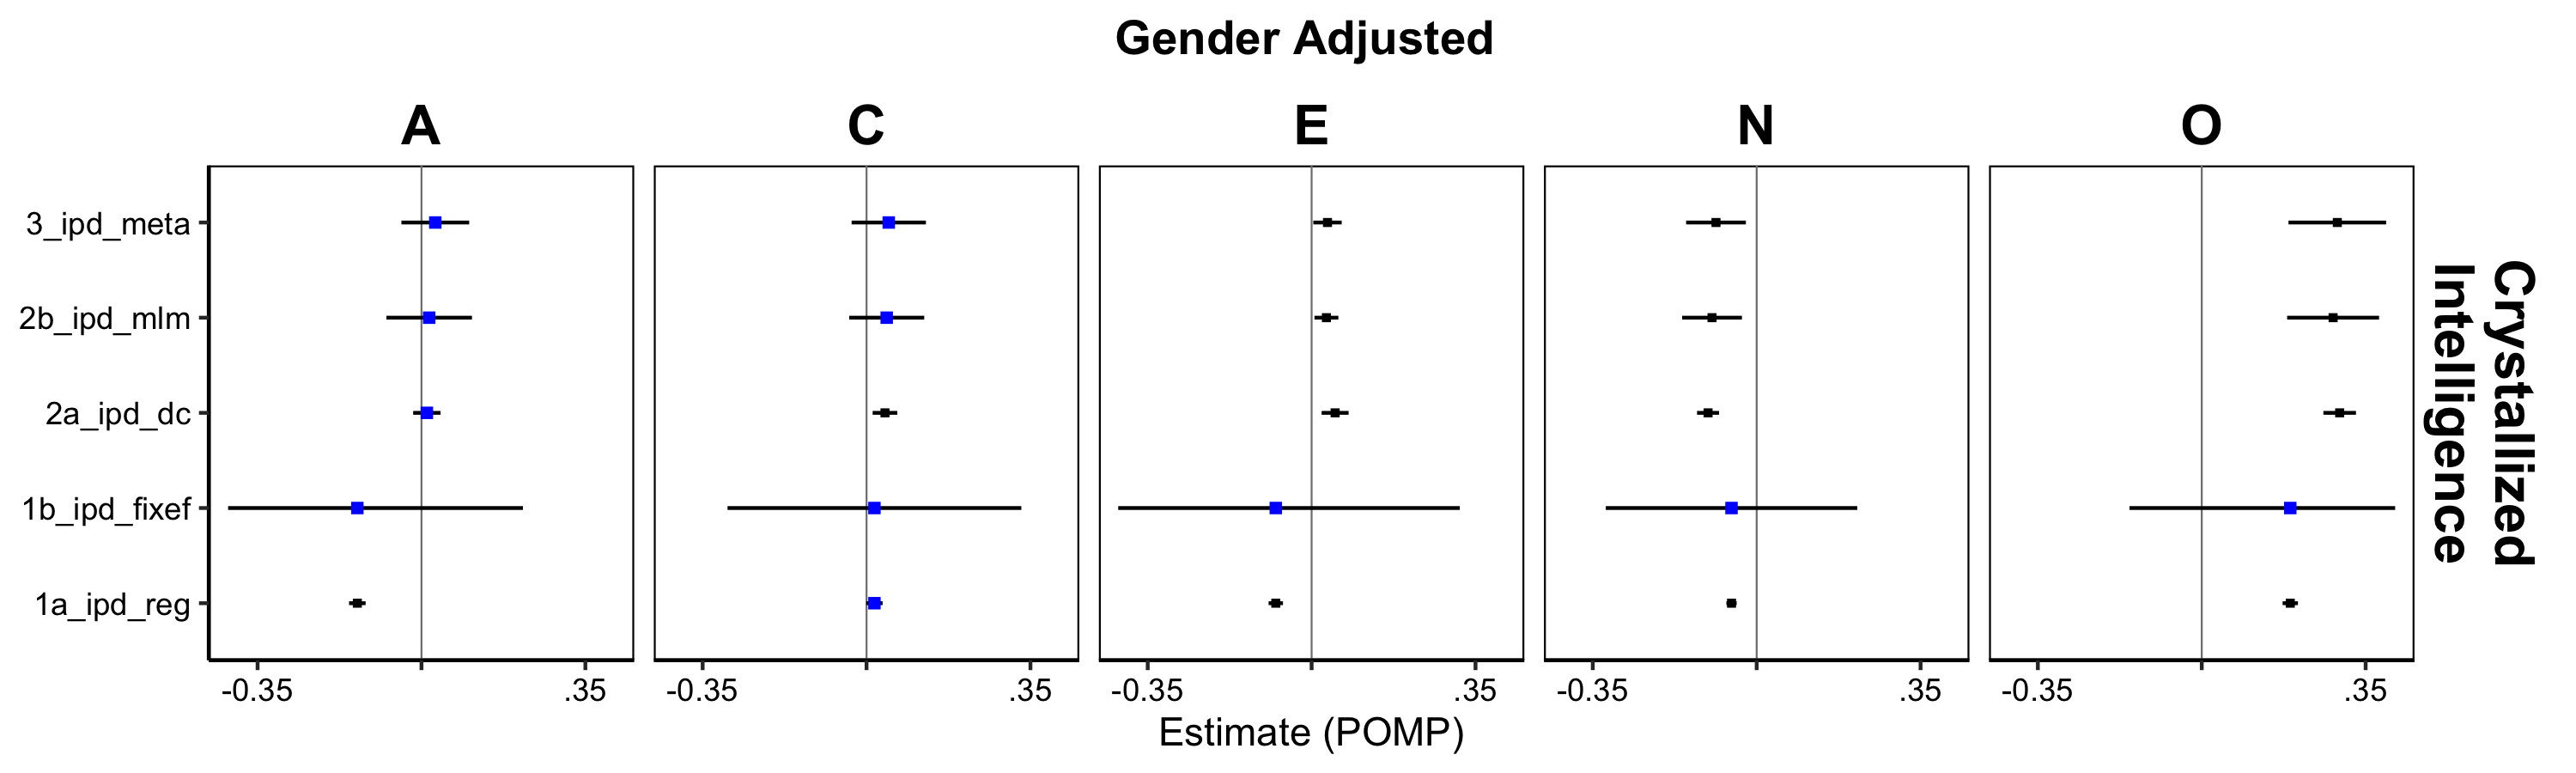 Gender Adjusted
A C E N O
3_ipd_meta
2b_ipd_mlm
2a_ipd_dc
1b_ipd_fixef
1a_ipd_reg
-0.35 .35 -0.35 .35 -0.35 .35 -0.35 .35 -0.35 .35
Estimate (POMP)
Crystallized
Intelligence